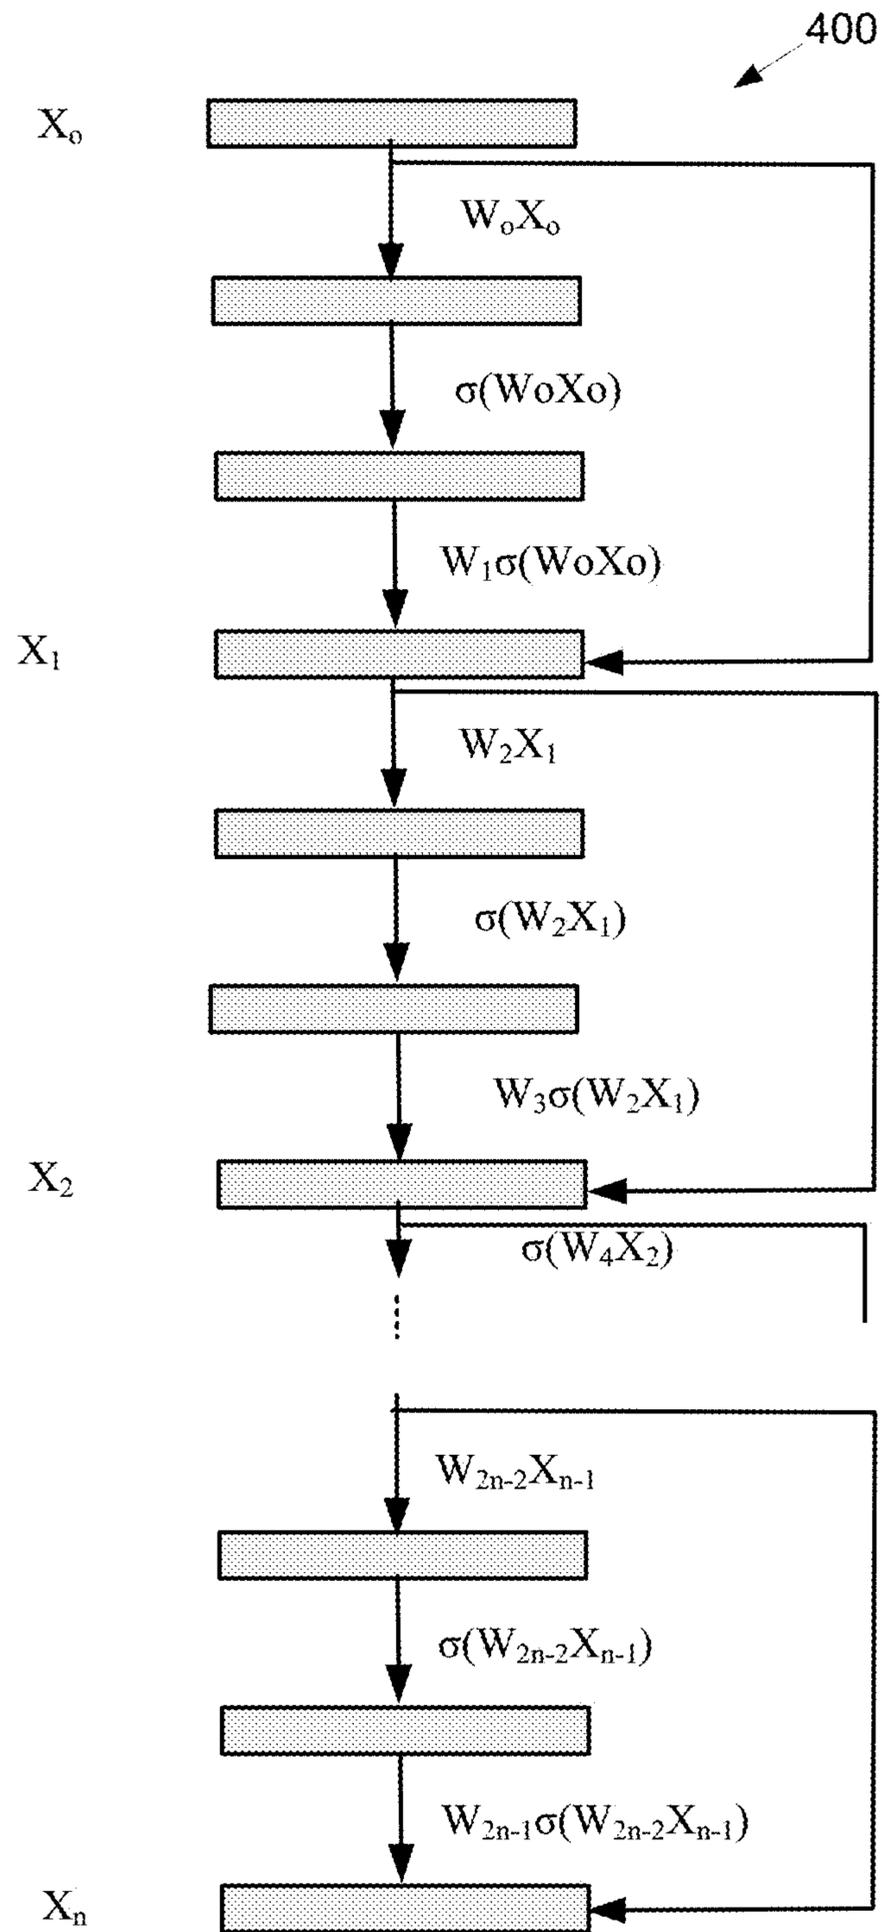 400
Xₒ
WₒXₒ
σ(WoXo)
W₁σ(WoXo)
X₁
W₂X₁
σ(W₂X₁)
W₃σ(W₂X₁)
X₂
σ(W₄X₂)
W₂ₙ₋₂Xₙ₋₁
σ(W₂ₙ₋₂Xₙ₋₁)
W₂ₙ₋₁σ(W₂ₙ₋₂Xₙ₋₁)
Xₙ